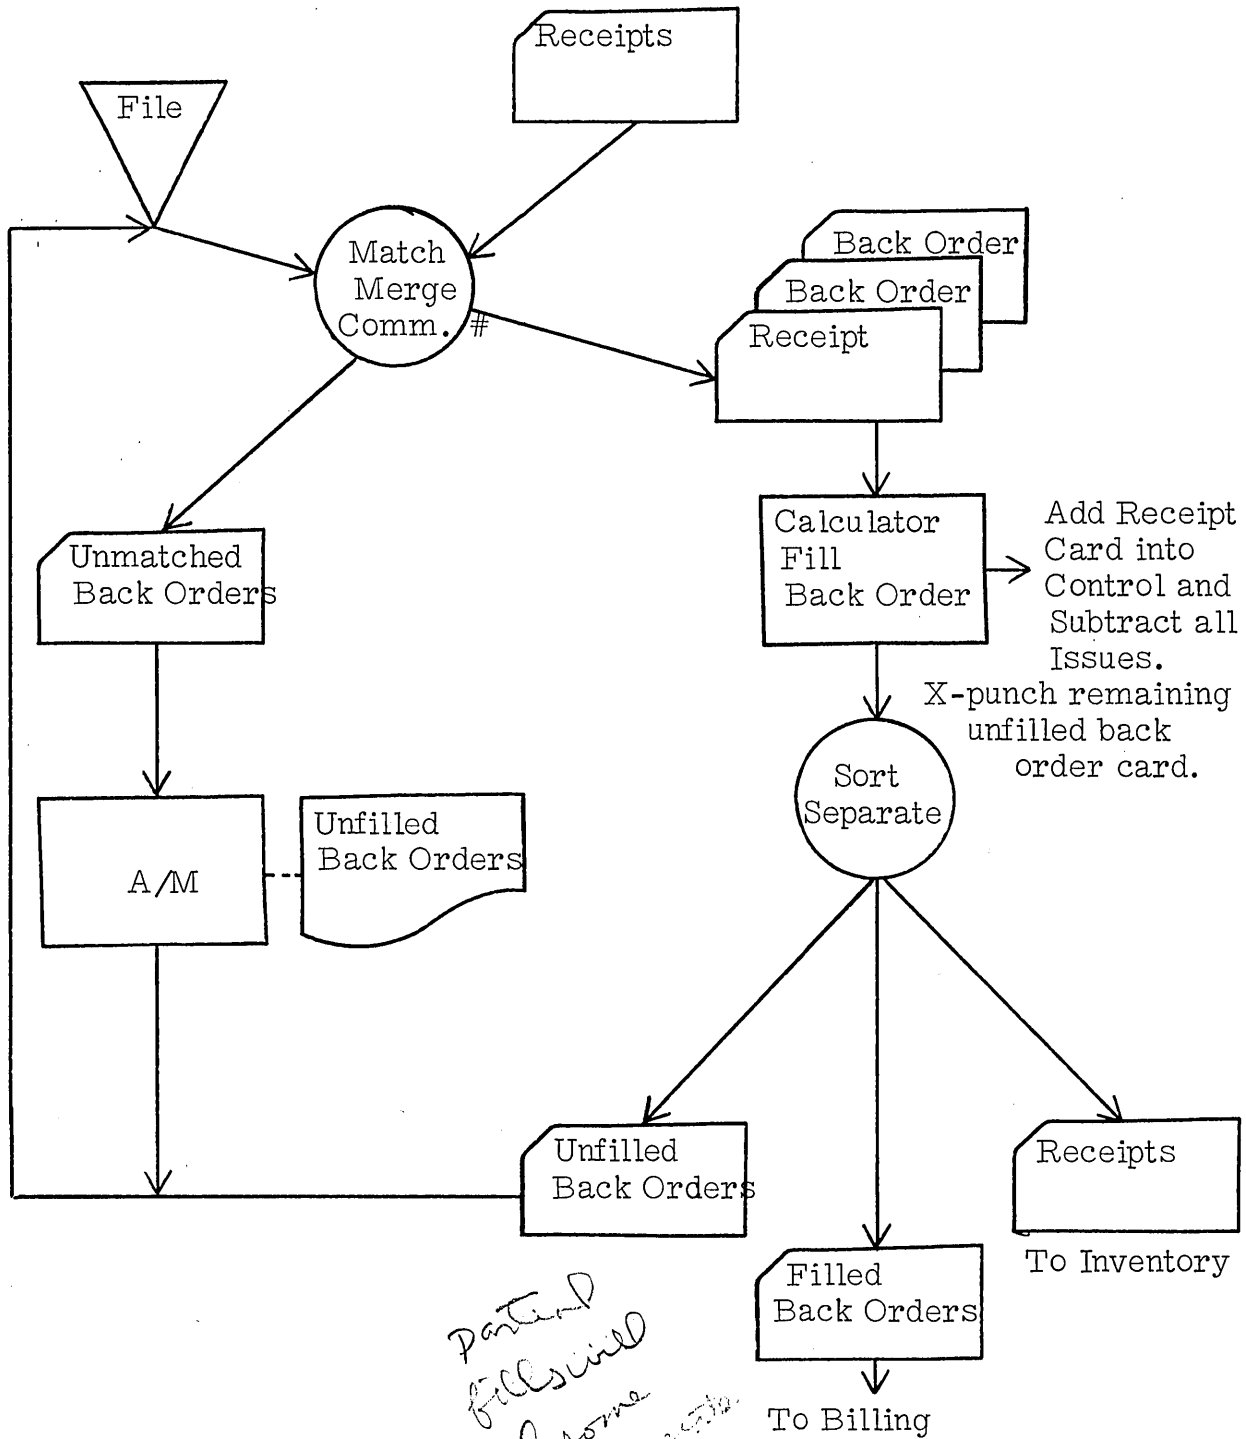 Receipts
File
Match
Merge
Comm. #
Back Order
Back Order
Receipt
Unmatched
Back Orders
Calculator
Fill
Back Order
Add Receipt
Card into
Control and
Subtract all
Issues.
X-punch remaining
unfilled back
order card.
Sort
Separate
A/M
Unfilled
Back Orders
Unfilled
Back Orders
Receipts
To Inventory
Filled
Back Orders
To Billing
Partial
fills will